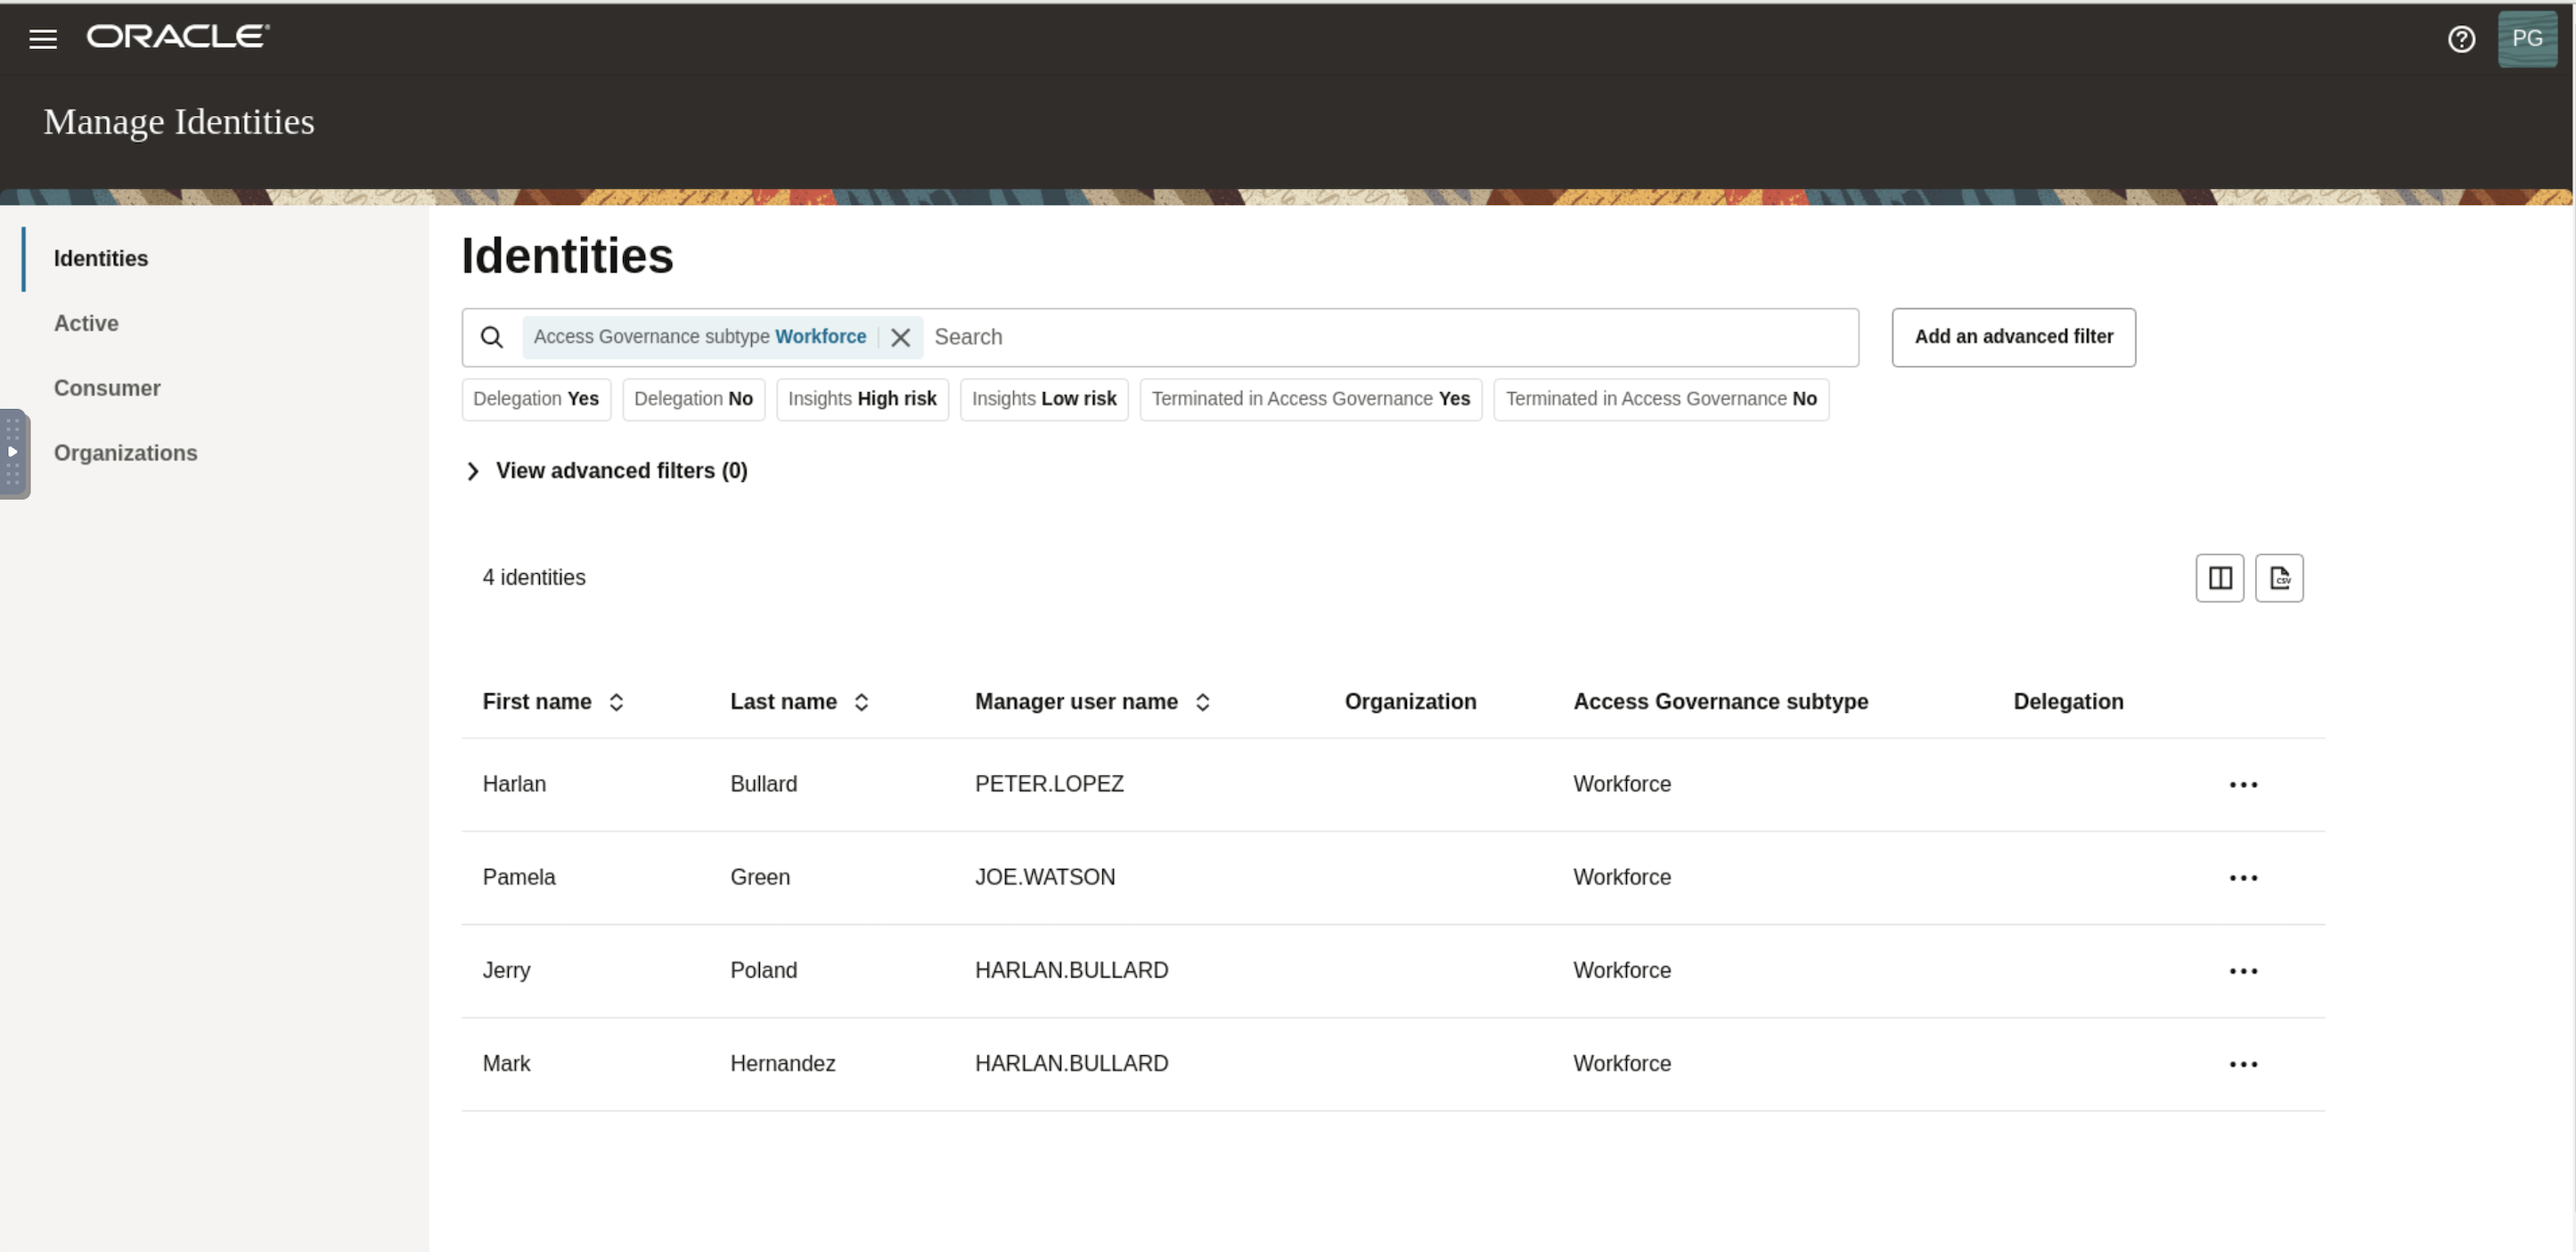 ORACLE
PG
Manage Identities
Identities
Active
Consumer
Organizations
Identities
Access Governance subtype Workforce Search
Add an advanced filter
Delegation Yes Delegation No Insights High risk Insights Low risk Terminated in Access Governance Yes Terminated in Access Governance No
View advanced filters (0)
4 identities
CSV
First name Last name Manager user name Organization Access Governance subtype Delegation
Harlan Bullard PETER.LOPEZ Workforce
Pamela Green JOE.WATSON Workforce
Jerry Poland HARLAN.BULLARD Workforce
Mark Hernandez HARLAN.BULLARD Workforce